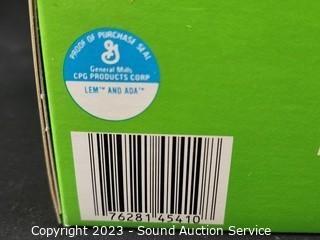 PROOF OF PURCHASE SEAL
G
General Mills
CPG PRODUCTS CORP
LEM™ AND ADA™
76281 45410
Copyright 2023 - Sound Auction Service